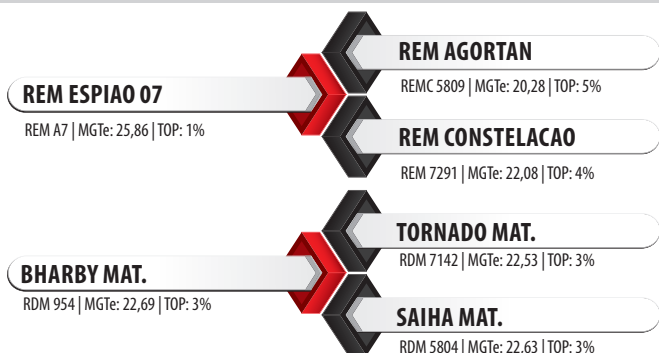 REM AGORTAN
REMC 5809 | MGTe: 20,28 | TOP: 5%
REM ESPIAO 07
REM A7 | MGTe: 25,86 | TOP: 1%
REM CONSTELACAO
REM 7291 | MGTe: 22,08 | TOP: 4%
TORNADO MAT.
RDM 7142 | MGTe: 22,53 | TOP: 3%
BHARBY MAT.
RDM 954 | MGTe: 22,69 | TOP: 3%
SAIHA MAT.
RDM 5804 | MGTe: 22,63 | TOP: 3%